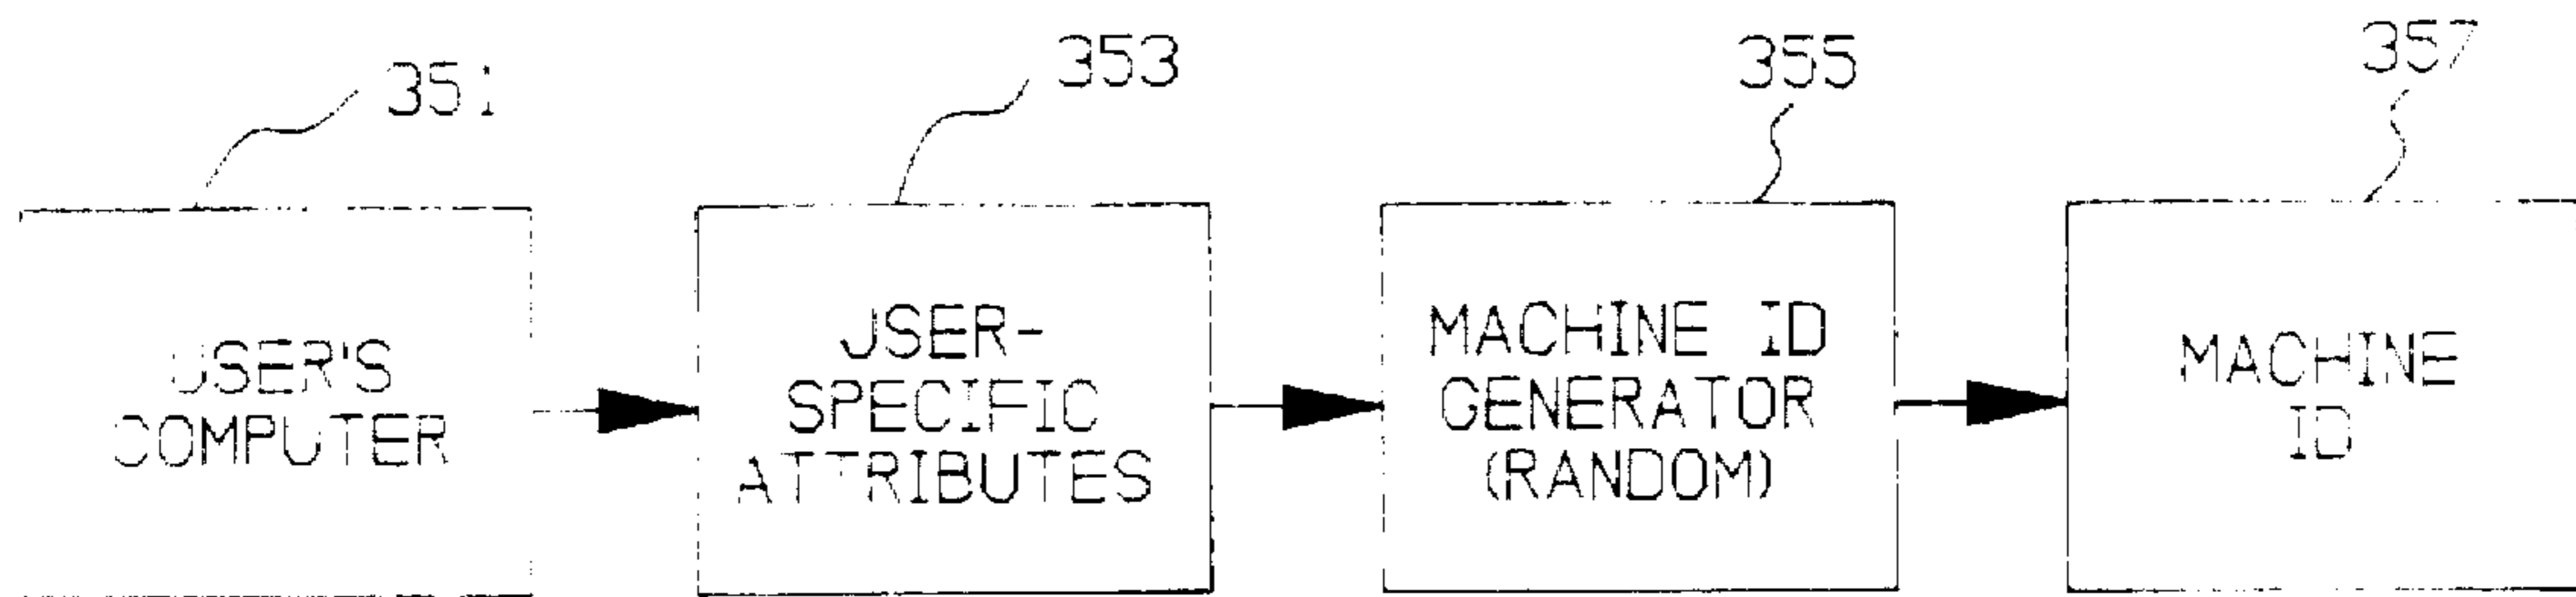 351
353
355
357
USER'S
COMPUTER
USER-
SPECIFIC
ATTRIBUTES
MACHINE ID
GENERATOR
(RANDOM)
MACHINE
ID